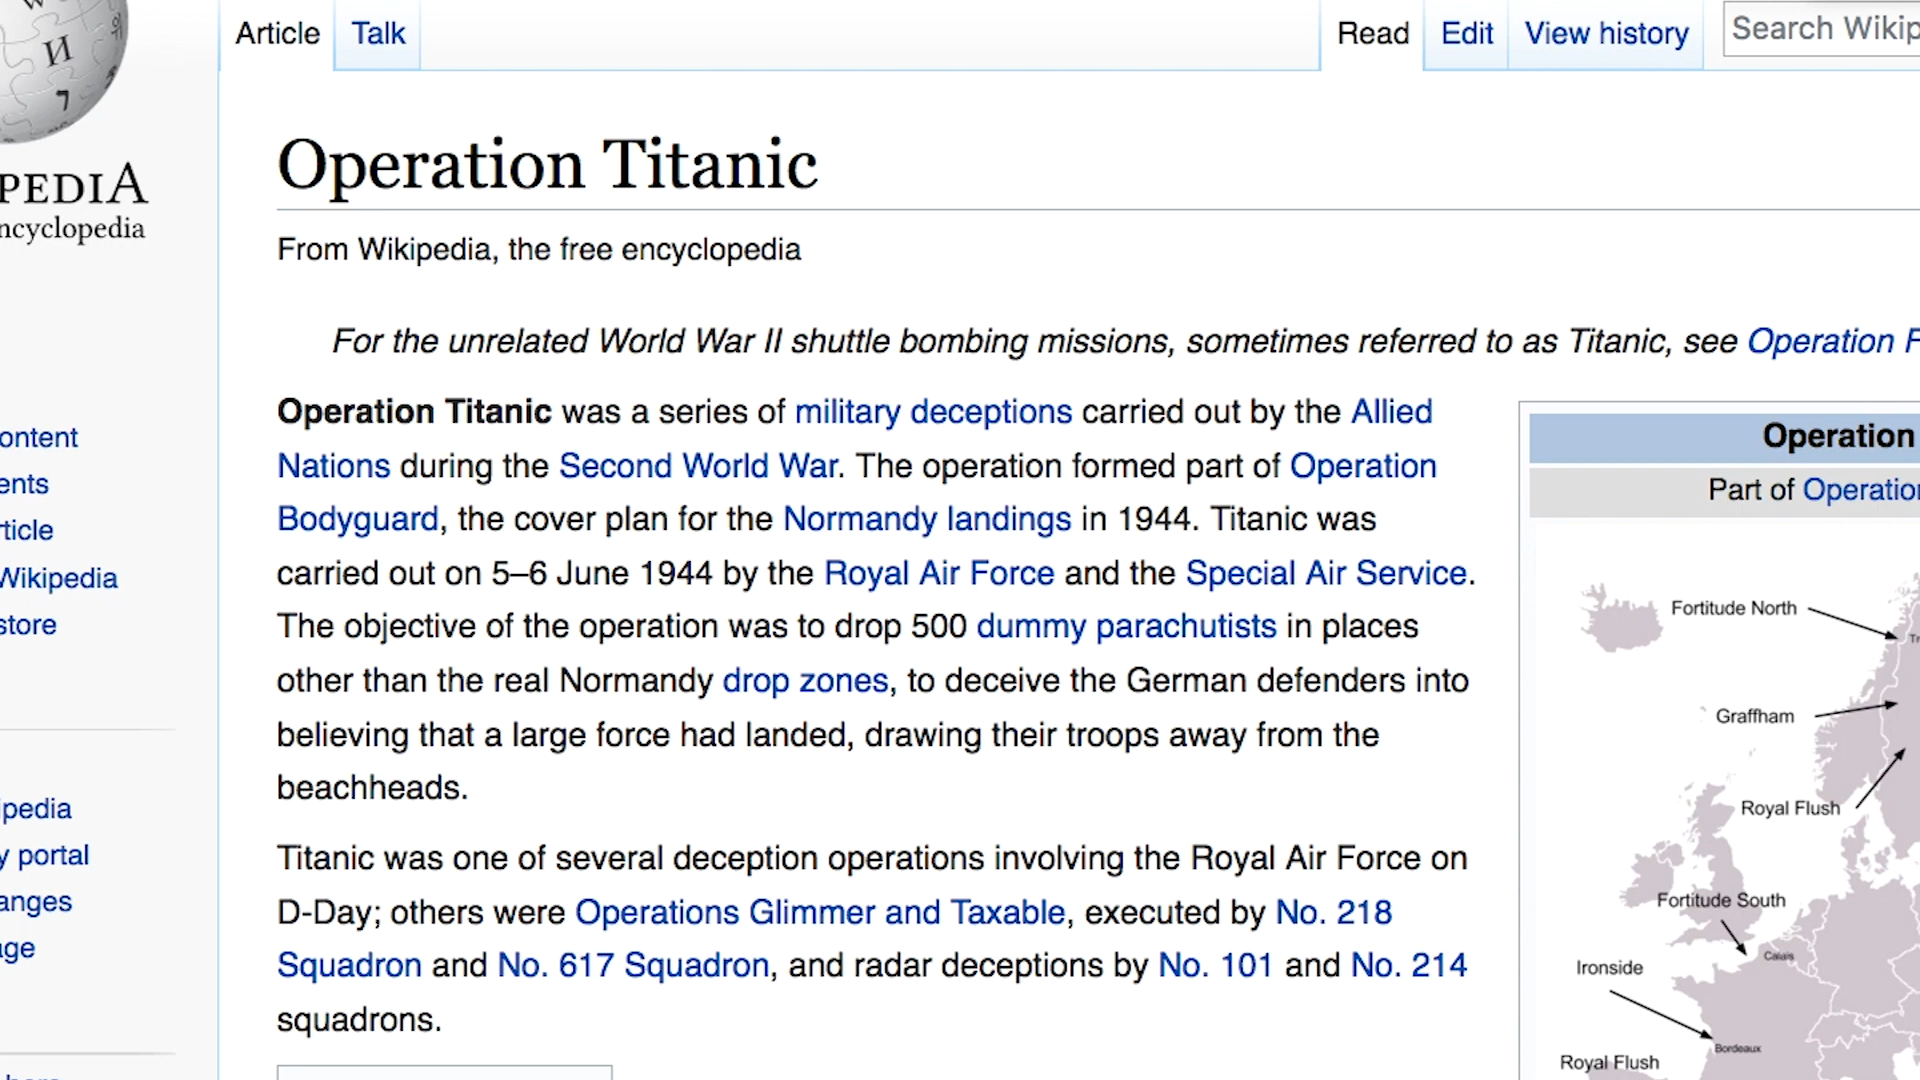 Article Talk Read Edit View history Search Wikip
PEDIA
ncyclopedia
Operation Titanic
From Wikipedia, the free encyclopedia
For the unrelated World War II shuttle bombing missions, sometimes referred to as Titanic, see Operation F
Operation Titanic was a series of military deceptions carried out by the Allied
Nations during the Second World War. The operation formed part of Operation
Bodyguard, the cover plan for the Normandy landings in 1944. Titanic was
carried out on 5–6 June 1944 by the Royal Air Force and the Special Air Service.
The objective of the operation was to drop 500 dummy parachutists in places
other than the real Normandy drop zones, to deceive the German defenders into
believing that a large force had landed, drawing their troops away from the
beachheads.
Titanic was one of several deception operations involving the Royal Air Force on
D-Day; others were Operations Glimmer and Taxable, executed by No. 218
Squadron and No. 617 Squadron, and radar deceptions by No. 101 and No. 214
squadrons.
ontent
ents
rticle
Wikipedia
store
ipedia
y portal
anges
age
Operation
Part of Operation
Fortitude North
Tr
Graffham
Royal Flush
Fortitude South
Calais
Ironside
Bordeaux
Royal Flush